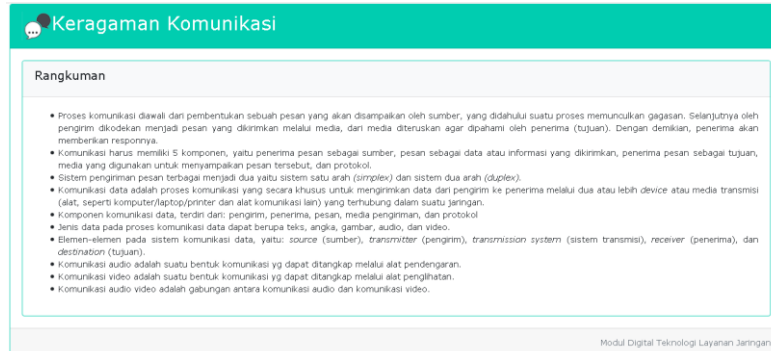 Keragaman Komunikasi
Rangkuman
• Proses komunikasi diawali dari pembentukan sebuah pesan yang akan disampaikan oleh sumber, yang didahului suatu proses memunculkan gagasan. Selanjutnya oleh
pengirim dikodekan menjadi pesan yang dikirimkan melalui media, dari media diteruskan agar dipahami oleh penerima (tujuan). Dengan demikian, penerima akan
memberikan responnya.
• Komunikasi harus memiliki 5 komponen, yaitu penerima pesan sebagai sumber, pesan sebagai data atau informasi yang dikirimkan, penerima pesan sebagai tujuan,
media yang digunakan untuk menyampaikan pesan tersebut, dan protokol.
• Sistem pengiriman pesan terbagai menjadi dua yaitu sistem satu arah (simplex) dan sistem dua arah (duplex).
• Komunikasi data adalah proses komunikasi yang secara khusus untuk mengirimkan data dari pengirim ke penerima melalui dua atau lebih device atau media transmisi
(alat, seperti komputer/laptop/printer dan alat komunikasi lain) yang terhubung dalam suatu jaringan.
• Komponen komunikasi data, terdiri dari: pengirim, penerima, pesan, media pengiriman, dan protokol
• Jenis data pada proses komunikasi data dapat berupa teks, angka, gambar, audio, dan video.
• Elemen-elemen pada sistem komunikasi data, yaitu: source (sumber), transmitter (pengirim), transmission system (sistem transmisi), receiver (penerima), dan
destination (tujuan).
• Komunikasi audio adalah suatu bentuk komunikasi yg dapat ditangkap melalui alat pendengaran.
• Komunikasi video adalah suatu bentuk komunikasi yg dapat ditangkap melalui alat penglihatan.
• Komunikasi audio video adalah gabungan antara komunikasi audio dan komunikasi video.
Modul Digital Teknologi Layanan Jaringan